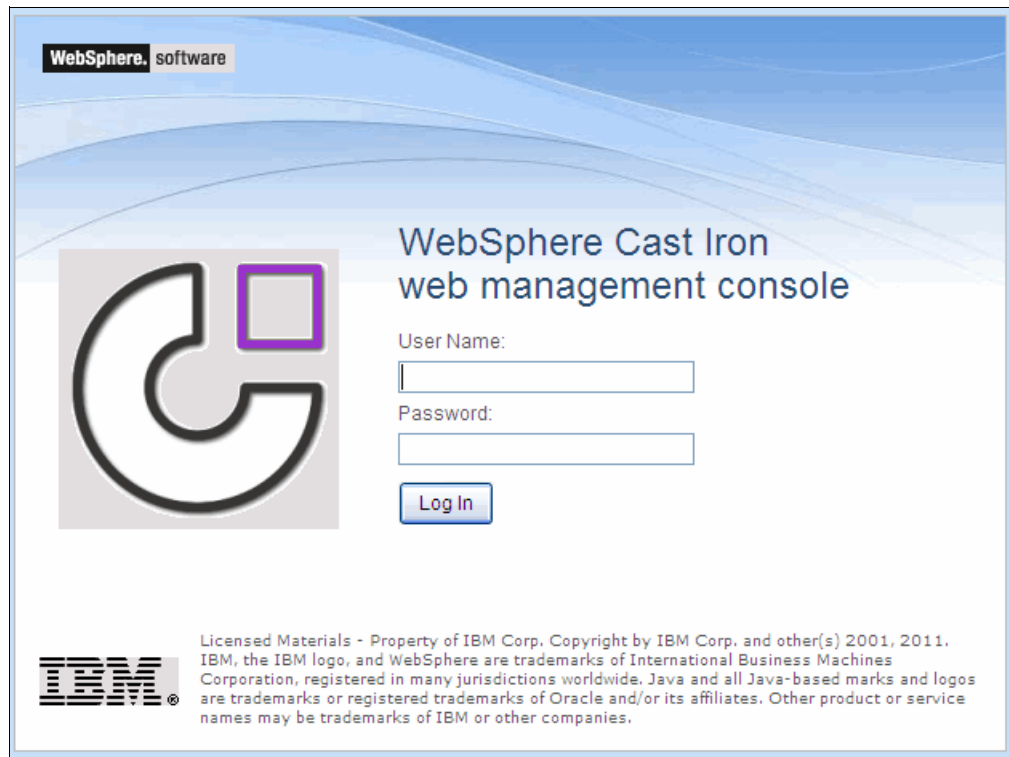 WebSphere. software
WebSphere Cast Iron
web management console
User Name:
Password:
Log In
Licensed Materials - Property of IBM Corp. Copyright by IBM Corp. and other(s) 2001, 2011.
IBM, the IBM logo, and WebSphere are trademarks of International Business Machines
Corporation, registered in many jurisdictions worldwide. Java and all Java-based marks and logos
are trademarks or registered trademarks of Oracle and/or its affiliates. Other product or service
names may be trademarks of IBM or other companies.
IBM®